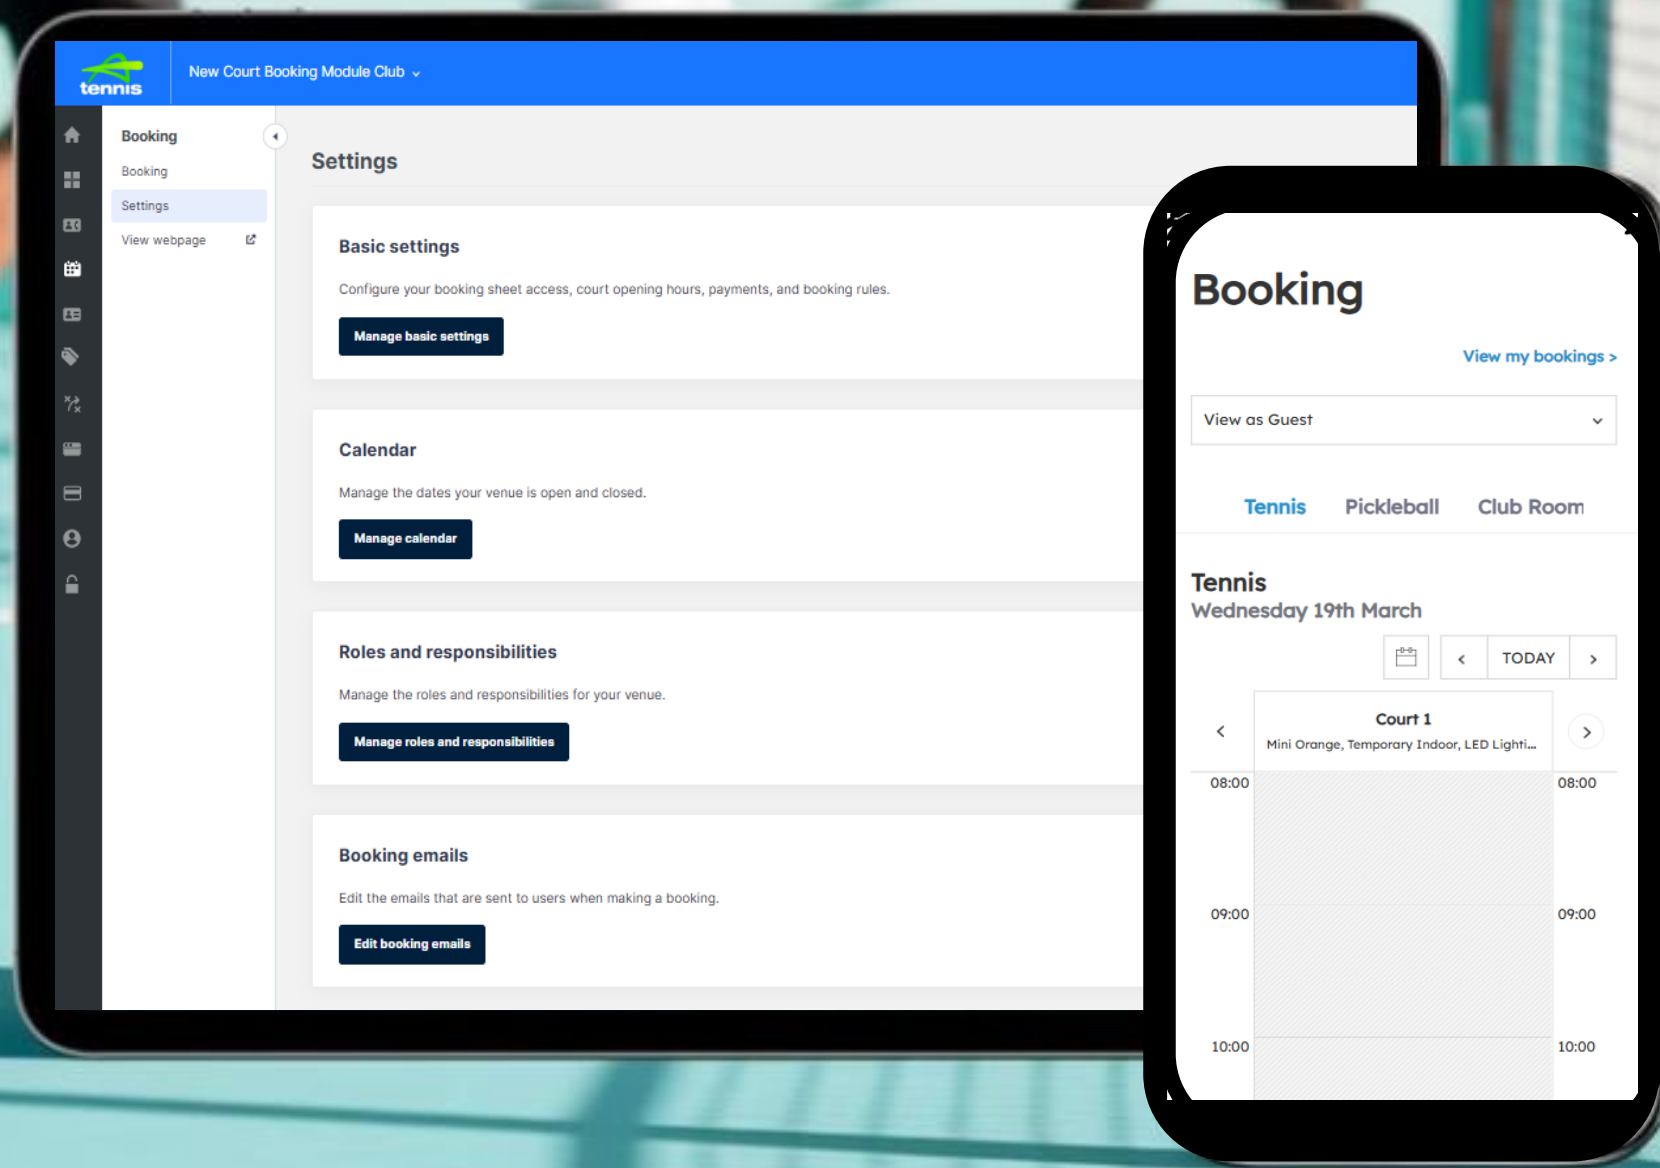 tennis
New Court Booking Module Club
Booking
Booking
Settings
View webpage
Settings
Basic settings
Configure your booking sheet access, court opening hours, payments, and booking rules.
Manage basic settings
Calendar
Manage the dates your venue is open and closed.
Manage calendar
Roles and responsibilities
Manage the roles and responsibilities for your venue.
Manage roles and responsibilities
Booking emails
Edit the emails that are sent to users when making a booking.
Edit booking emails
Booking
View my bookings >
View as Guest
Tennis Pickleball Club Room
Tennis
Wednesday 19th March
< TODAY >
< Court 1 >
Mini Orange, Temporary Indoor, LED Lighti...
08:00 08:00
09:00 09:00
10:00 10:00